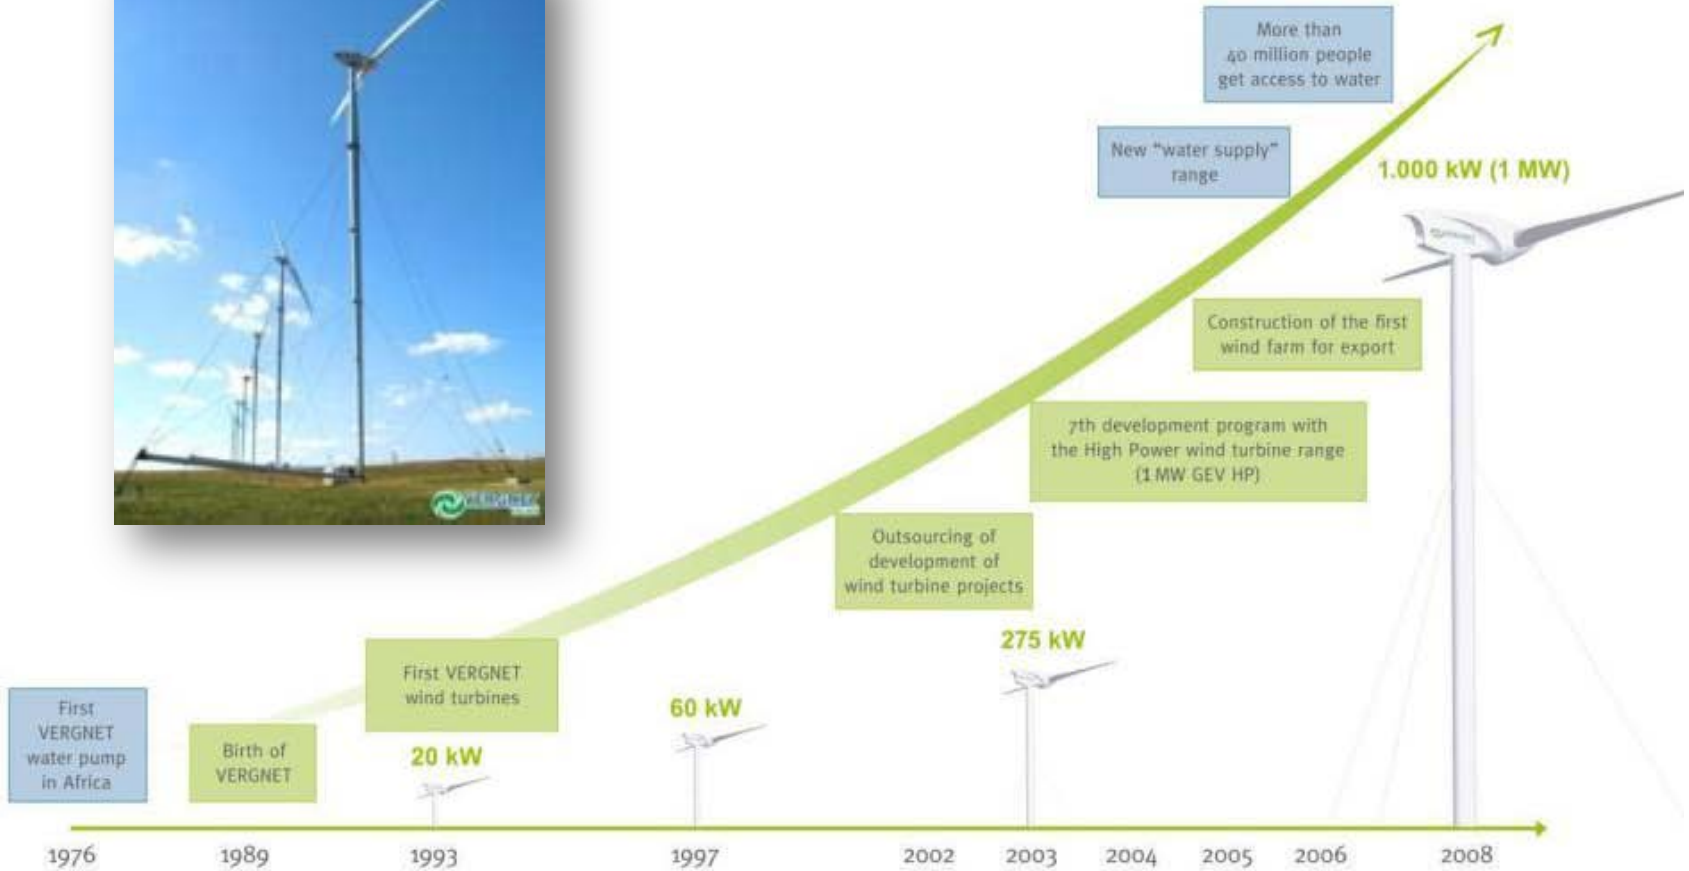 More than
40 million people
get access to water
New “water supply”
range
1.000 kW (1 MW)
Construction of the first
wind farm for export
7th development program with
the High Power wind turbine range
(1 MW GEV HP)
Outsourcing of
development of
wind turbine projects
275 kW
First VERGNET
wind turbines
60 kW
First
VERGNET
water pump
in Africa
Birth of
VERGNET
20 kW
VERGNET
1976
1989
1993
1997
2002
2003
2004
2005
2006
2008